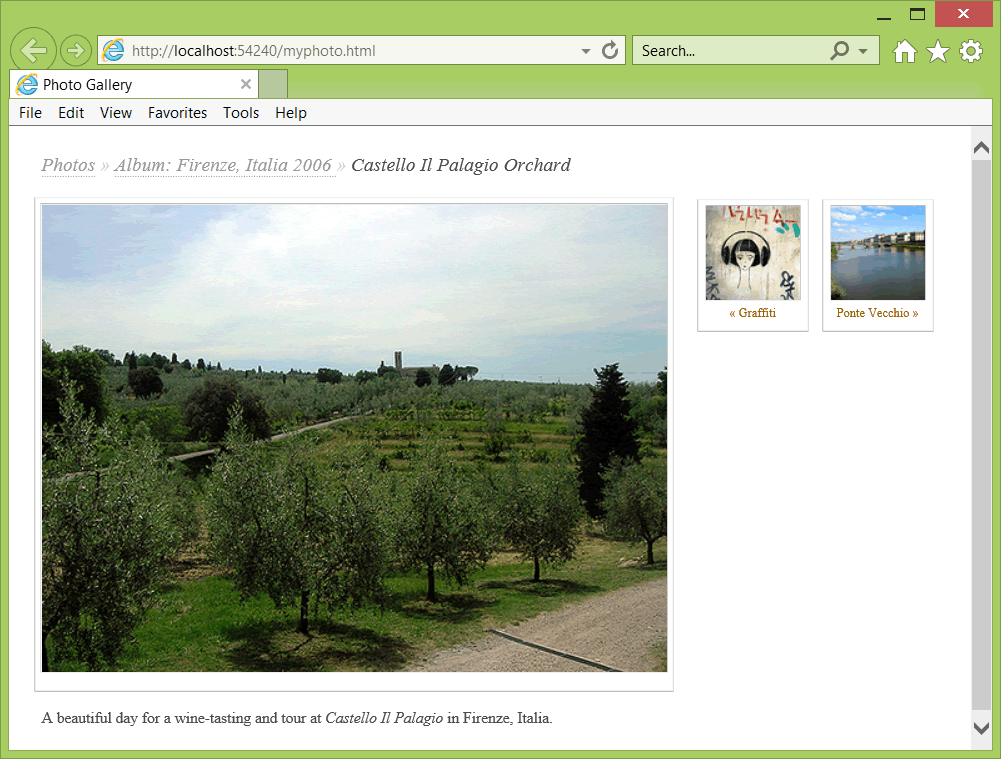 http://localhost:54240/myphoto.html
Search...
Photo Gallery
File Edit View Favorites Tools Help
Photos » Album: Firenze, Italia 2006 » Castello Il Palagio Orchard
« Graffiti
Ponte Vecchio »
A beautiful day for a wine-tasting and tour at Castello Il Palagio in Firenze, Italia.